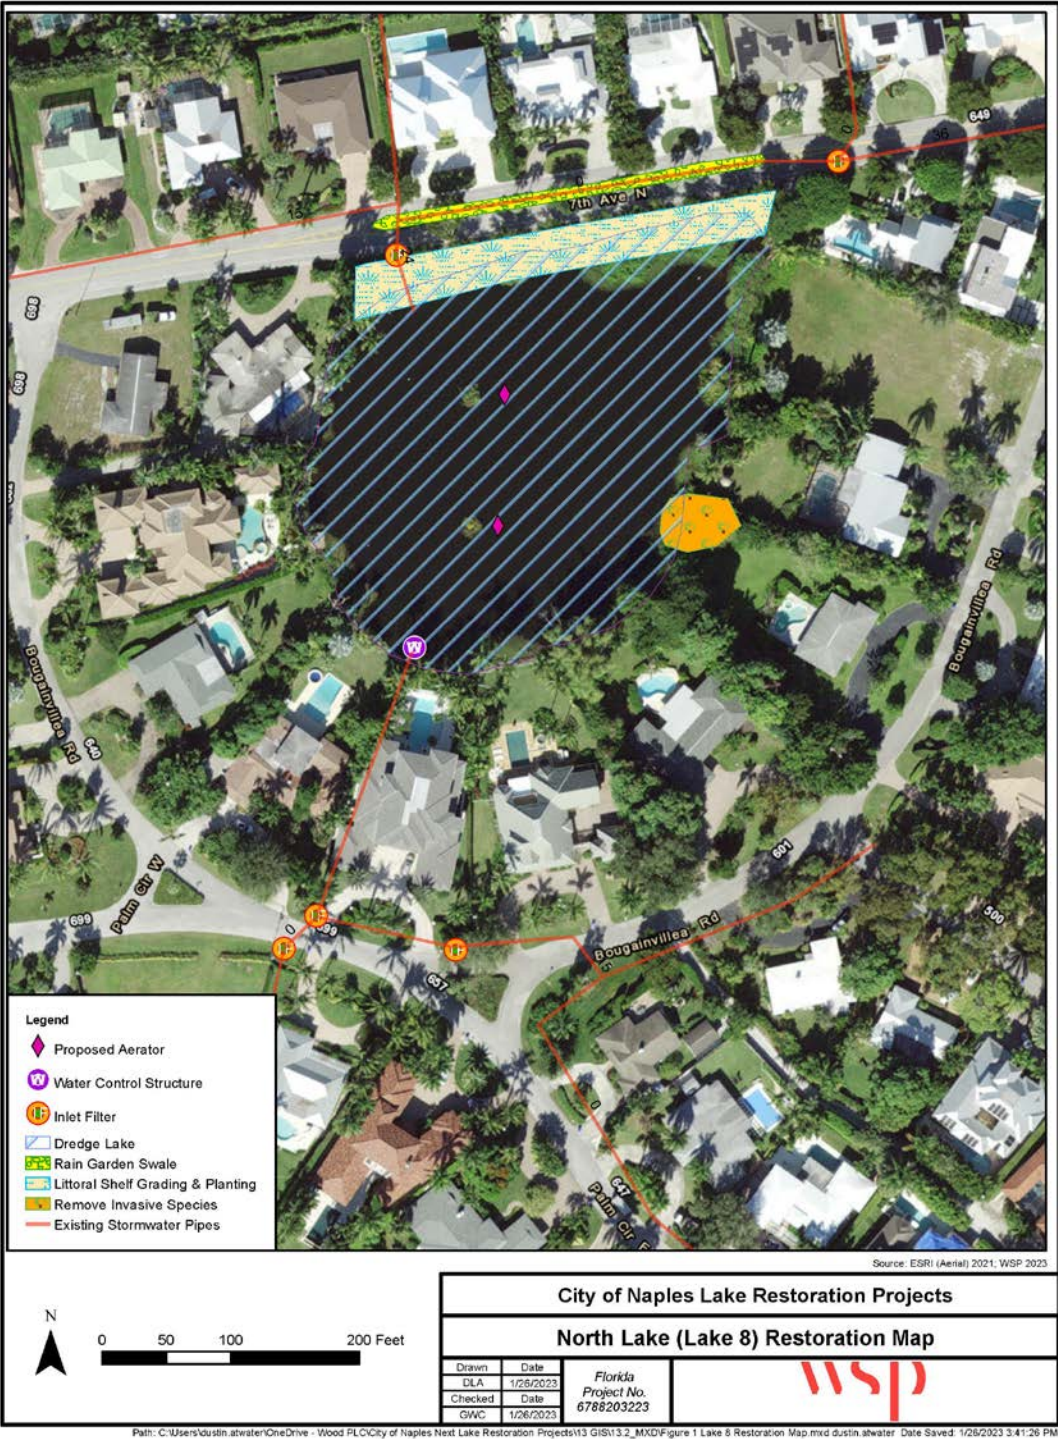 649
36
0
7th Ave N
0
15
698
698
Bougainvillea Rd
Bougainvillea Rd
640
601
Palm Cir W
699
0
699
500
Bougainvillea Rd
657
647
Palm Cir E
Legend
Proposed Aerator
W Water Control Structure
Inlet Filter
Dredge Lake
Rain Garden Swale
Littoral Shelf Grading & Planting
Remove Invasive Species
Existing Stormwater Pipes
Source: ESRI (Aerial) 2021; WSP 2023
N
0 50 100 200 Feet
City of Naples Lake Restoration Projects
North Lake (Lake 8) Restoration Map
Drawn Date
DLA 1/26/2023
Checked Date
GWC 1/26/2023
Florida
Project No.
6788203223
wsp
Path: C:\Users\dustin.atwater\OneDrive - Wood PLC\City of Naples Next Lake Restoration Projects\13 GIS\13.2_MXD\Figure 1 Lake 8 Restoration Map.mxd dustin.atwater Date Saved: 1/26/2023 3:41:26 PM